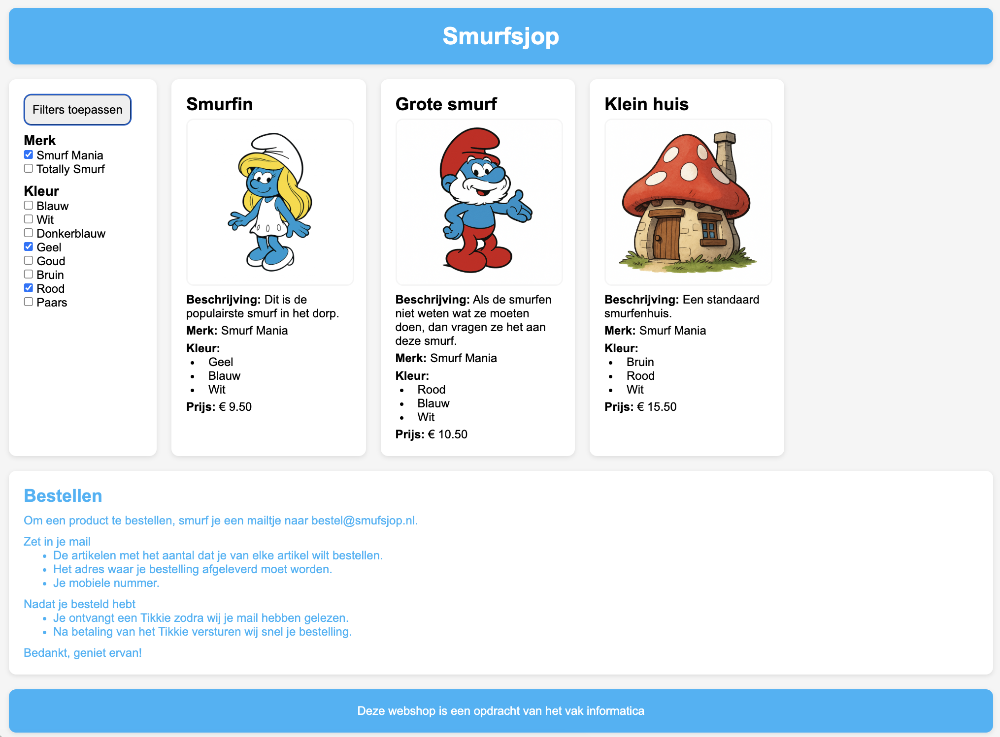 Smurfsjop
Filters toepassen
Merk
Smurf Mania
Totally Smurf
Kleur
Blauw
Wit
Donkerblauw
Geel
Goud
Bruin
Rood
Paars
Smurfin
Beschrijving: Dit is de
populairste smurf in het dorp.
Merk: Smurf Mania
Kleur:
• Geel
• Blauw
• Wit
Prijs: € 9.50
Grote smurf
Beschrijving: Als de smurfen
niet weten wat ze moeten
doen, dan vragen ze het aan
deze smurf.
Merk: Smurf Mania
Kleur:
• Rood
• Blauw
• Wit
Prijs: € 10.50
Klein huis
Beschrijving: Een standaard
smurfenhuis.
Merk: Smurf Mania
Kleur:
• Bruin
• Rood
• Wit
Prijs: € 15.50
Bestellen
Om een product te bestellen, smurf je een mailtje naar bestel@smufsjop.nl.
Zet in je mail
• De artikelen met het aantal dat je van elke artikel wilt bestellen.
• Het adres waar je bestelling afgeleverd moet worden.
• Je mobiele nummer.
Nadat je besteld hebt
• Je ontvangt een Tikkie zodra wij je mail hebben gelezen.
• Na betaling van het Tikkie versturen wij snel je bestelling.
Bedankt, geniet ervan!
Deze webshop is een opdracht van het vak informatica